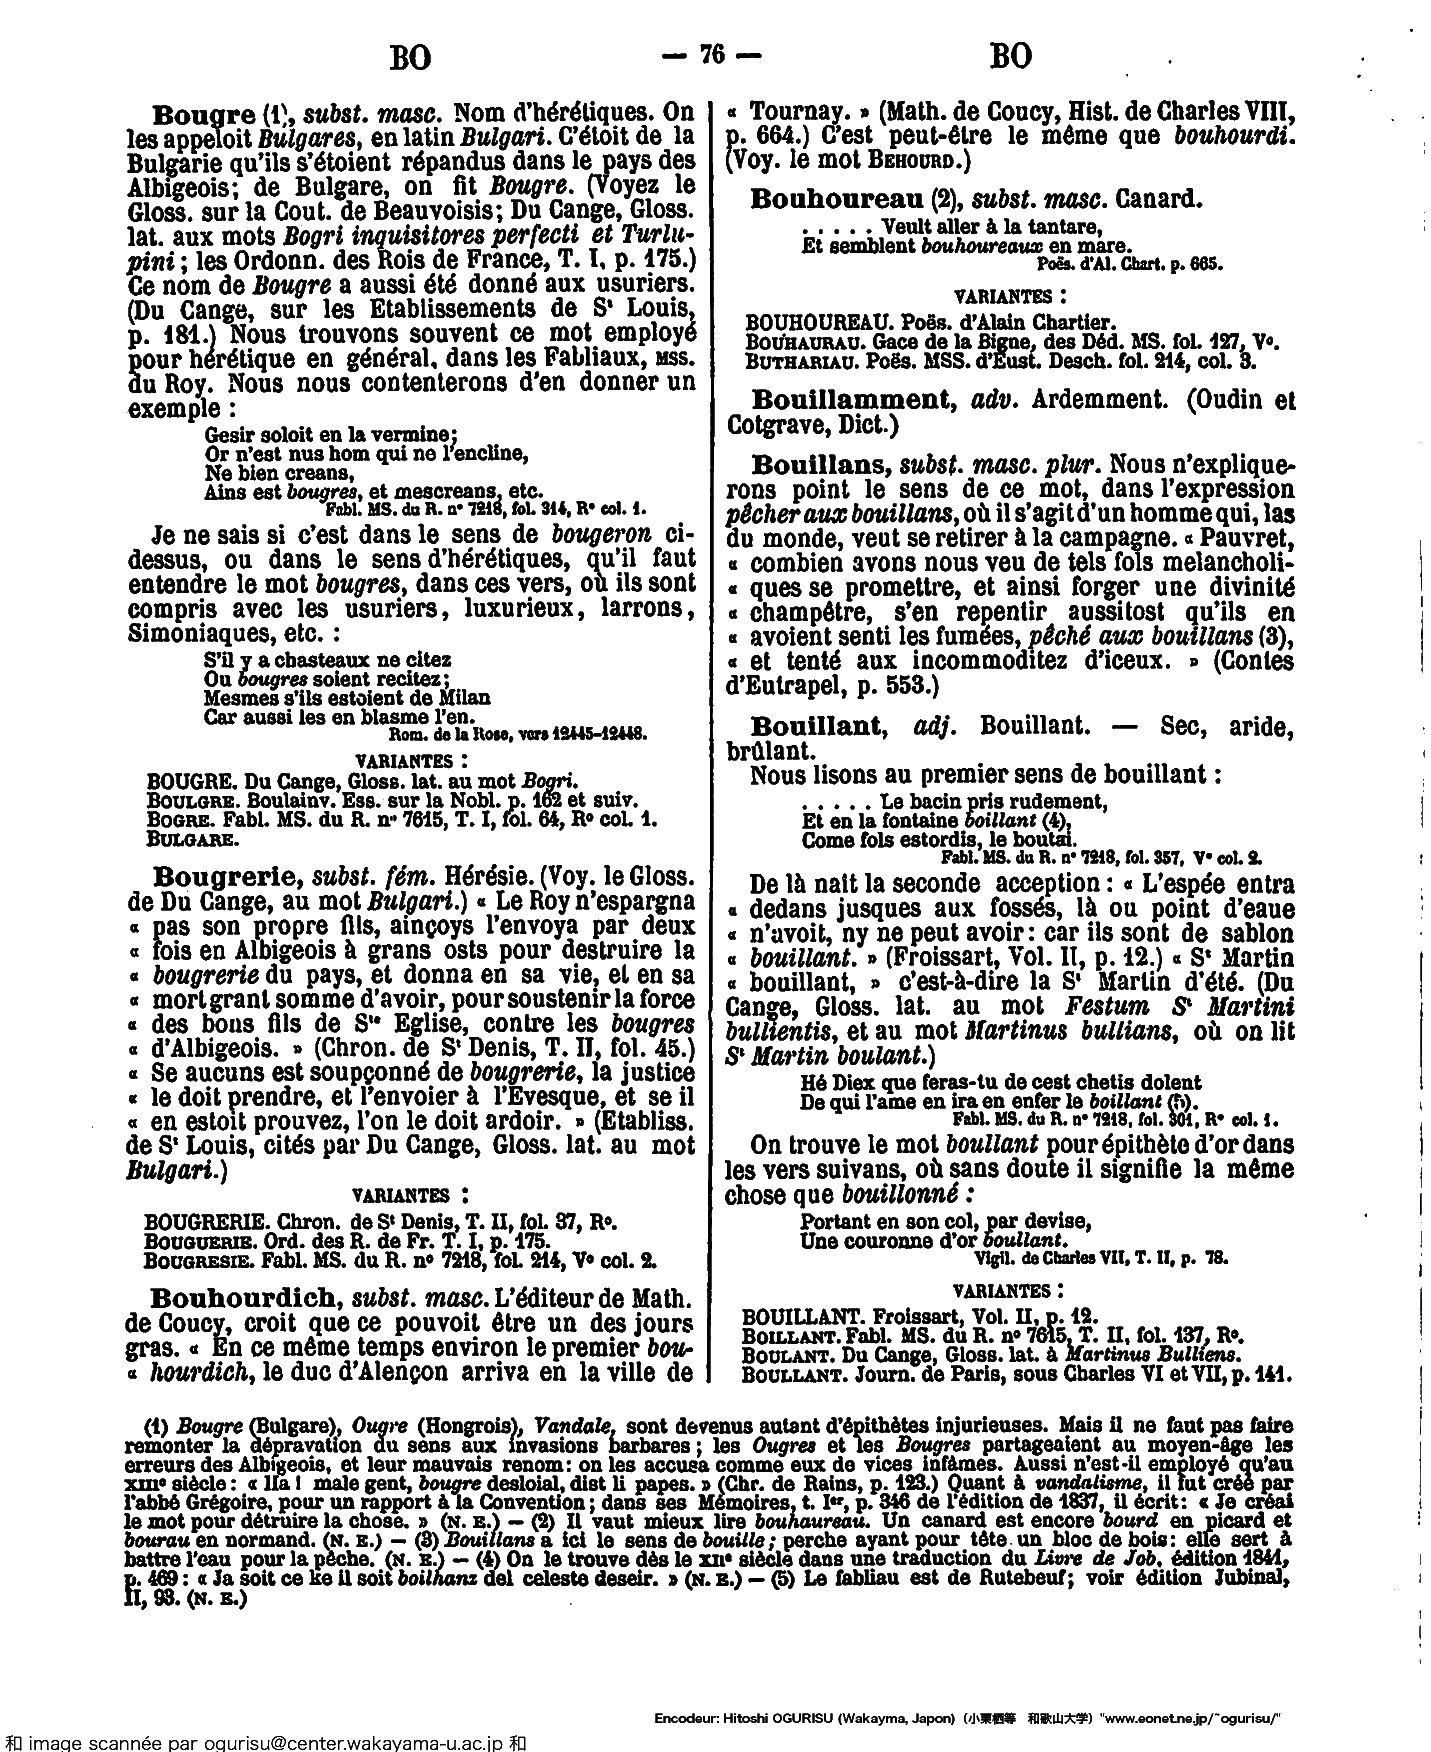 BO — 76 — BO
Bougre (1), subst. masc. Nom d'hérétiques. On
les appeloit Bulgares, en latin Bulgari. C'étoit de la
Bulgarie qu'ils s'étoient répandus dans le pays des
Albigeois; de Bulgare, on fit Bougre. (Voyez le
Gloss. sur la Cout. de Beauvoisis; Du Cange, Gloss.
lat. aux mots Bogri inquisitores perfecti et Turlu-
pini; les Ordonn. des Rois de France, T. I, p. 175.)
Ce nom de Bougre a aussi été donné aux usuriers.
(Du Cange, sur les Etablissements de St Louis,
p. 181.) Nous trouvons souvent ce mot employé
pour hérétique en général, dans les Fabliaux, MSS.
du Roy. Nous nous contenterons d'en donner un
exemple :
Gesir soloit en la vermine;
Or n'est nus hom qui ne l'encline,
Ne bien creans,
Ains est bougres, et mescreans, etc.
Fabl. MS. du R. n° 7218, fol. 314, R° col. 1.
Je ne sais si c'est dans le sens de bougeron ci-
dessus, ou dans le sens d'hérétiques, qu'il faut
entendre le mot bougres, dans ces vers, où ils sont
compris avec les usuriers, luxurieux, larrons,
Simoniaques, etc. :
S'il y a chasteaux ne citez
Ou bougres soient recitez;
Mesmes s'ils estoient de Milan
Car aussi les en blasme l'en.
Rom. de la Rose, vers 12445-12448.
VARIANTES :
BOUGRE. Du Cange, Gloss. lat. au mot Bogri.
BOULGRE. Boulainv. Ess. sur la Nobl. p. 162 et suiv.
BOGRE. Fabl. MS. du R. n° 7615, T. I, fol. 64, R° col. 1.
BULGARE.
Bougrerie, subst. fém. Hérésie. (Voy. le Gloss.
de Du Cange, au mot Bulgari.) « Le Roy n'espargna
« pas son propre fils, ainçoys l'envoya par deux
« fois en Albigeois à grans osts pour destruire la
« bougrerie du pays, et donna en sa vie, et en sa
« mort grant somme d'avoir, pour soustenir la force
« des bons fils de Ste Eglise, contre les bougres
« d'Albigeois. » (Chron. de St Denis, T. II, fol. 45.)
« Se aucuns est soupçonné de bougrerie, la justice
« le doit prendre, et l'envoier à l'Evesque, et se il
« en estoit prouvez, l'on le doit ardoir. » (Etabliss.
de St Louis, cités par Du Cange, Gloss. lat. au mot
Bulgari.)
VARIANTES :
BOUGRERIE. Chron. de St Denis, T. II, fol. 37, R°.
BOUGUERIE. Ord. des R. de Fr. T. I, p. 175.
BOUGRESIE. Fabl. MS. du R. n° 7218, fol. 214, V° col. 2.
Bouhourdich, subst. masc. L'éditeur de Math.
de Coucy, croit que ce pouvoit être un des jours
gras. « En ce même temps environ le premier bou-
« hourdich, le duc d'Alençon arriva en la ville de
« Tournay. » (Math. de Coucy, Hist. de Charles VIII,
p. 664.) C'est peut-être le même que bouhourdi.
(Voy. le mot BEHOURD.)
Bouhoureau (2), subst. masc. Canard.
. . . . . Veult aller à la tantare,
Et semblent bouhoureaux en mare.
Poës. d'Al. Chart. p. 665.
VARIANTES :
BOUHOUREAU. Poës. d'Alain Chartier.
BOUHAURAU. Gace de la Bigne, des Déd. MS. fol. 127, V°.
BUTHARIAU. Poës. MSS. d'Eust. Desch. fol. 214, col. 3.
Bouillamment, adv. Ardemment. (Oudin et
Cotgrave, Dict.)
Bouillans, subst. masc. plur. Nous n'explique-
rons point le sens de ce mot, dans l'expression
pêcher aux bouillans, où il s'agit d'un homme qui, las
du monde, veut se retirer à la campagne. « Pauvret,
« combien avons nous veu de tels fols melancholi-
« ques se promettre, et ainsi forger une divinité
« champêtre, s'en repentir aussitost qu'ils en
« avoient senti les fumées, pêché aux bouillans (3),
« et tenté aux incommoditez d'iceux. » (Contes
d'Eutrapel, p. 553.)
Bouillant, adj. Bouillant. — Sec, aride,
brûlant.
Nous lisons au premier sens de bouillant :
. . . . . Le bacin pris rudement,
Et en la fontaine boillant (4),
Come fols estordis, le boutai.
Fabl. MS. du R. n° 7218, fol. 357, V° col. 2.
De là nait la seconde acception : « L'espée entra
« dedans jusques aux fossés, là ou point d'eaue
« n'avoit, ny ne peut avoir : car ils sont de sablon
« bouillant. » (Froissart, Vol. II, p. 12.) « St Martin
« bouillant, » c'est-à-dire la St Martin d'été. (Du
Cange, Gloss. lat. au mot Festum St Martini
bullientis, et au mot Martinus bullians, où on lit
St Martin boulant.)
Hé Diex que feras-tu de cest chetis dolent
De qui l'ame en ira en enfer le boillant (5).
Fabl. MS. du R. n° 7218, fol. 301, R° col. 1.
On trouve le mot boullant pour épithète d'or dans
les vers suivans, où sans doute il signifie la même
chose que bouillonné :
Portant en son col, par devise,
Une couronne d'or boullant.
Vigil. de Charles VII, T. II, p. 78.
VARIANTES :
BOUILLANT. Froissart, Vol. II, p. 12.
BOILLANT. Fabl. MS. du R. n° 7615, T. II, fol. 137, R°.
BOULANT. Du Cange, Gloss. lat. à Martinus Bulliens.
BOULLANT. Journ. de Paris, sous Charles VI et VII, p. 141.
(1) Bougre (Bulgare), Ougre (Hongrois), Vandale, sont devenus autant d'épithètes injurieuses. Mais il ne faut pas faire
remonter la dépravation du sens aux invasions barbares; les Ougres et les Bougres partageaient au moyen-âge les
erreurs des Albigeois, et leur mauvais renom: on les accusa comme eux de vices infâmes. Aussi n'est-il employé qu'au
XIIIe siècle : « Ha ! male gent, bougre desloial, dist li papes. » (Chr. de Rains, p. 123.) Quant à vandalisme, il fut créé par
l'abbé Grégoire, pour un rapport à la Convention; dans ses Mémoires, t. Ier, p. 346 de l'édition de 1837, il écrit: « Je créai
le mot pour détruire la chose. » (N. E.) — (2) Il vaut mieux lire bouhaureau. Un canard est encore bourd en picard et
bourau en normand. (N. E.) — (3) Bouillans a ici le sens de bouille; perche ayant pour tête un bloc de bois: elle sert à
battre l'eau pour la pêche. (N. E.) — (4) On le trouve dès le XIIe siècle dans une traduction du Livre de Job, édition 1841,
p. 469 : « Ja soit ce ke il soit boilhanz del celeste deseir. » (N. E.) — (5) Le fabliau est de Rutebeuf; voir édition Jubinal,
II, 93. (N. E.)
Encodeur: Hitoshi OGURISU (Wakayma, Japon) (小栗栖等 和歌山大学) "www.eonet.ne.jp/~ogurisu/"
和 image scannée par ogurisu@center.wakayama-u.ac.jp 和